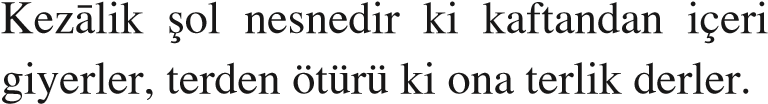 Kezālik şol nesnedir ki kaftandan içeri
giyerler, terden ötürü ki ona terlik derler.